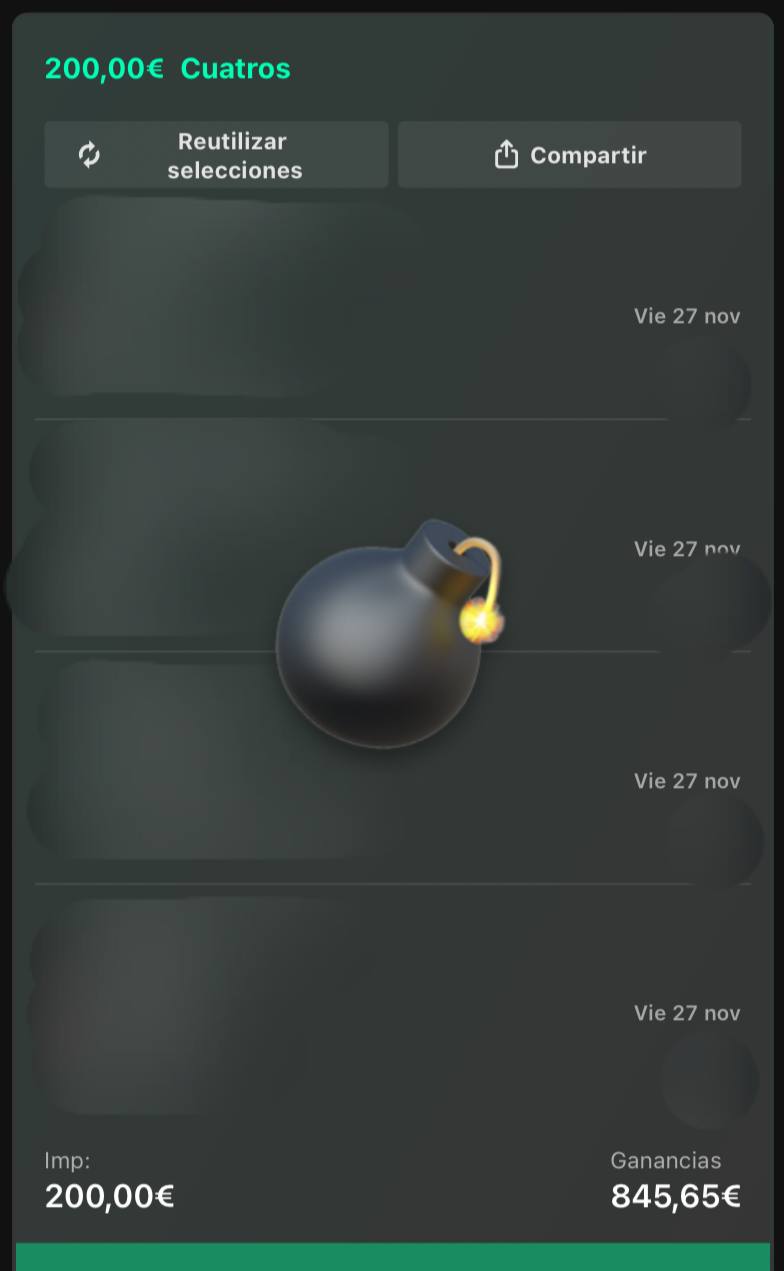 200,00€ Cuatros
Reutilizar
selecciones
Compartir
Vie 27 nov
Vie 27 nov
Vie 27 nov
Vie 27 nov
Imp:
Ganancias
200,00€
845,65€